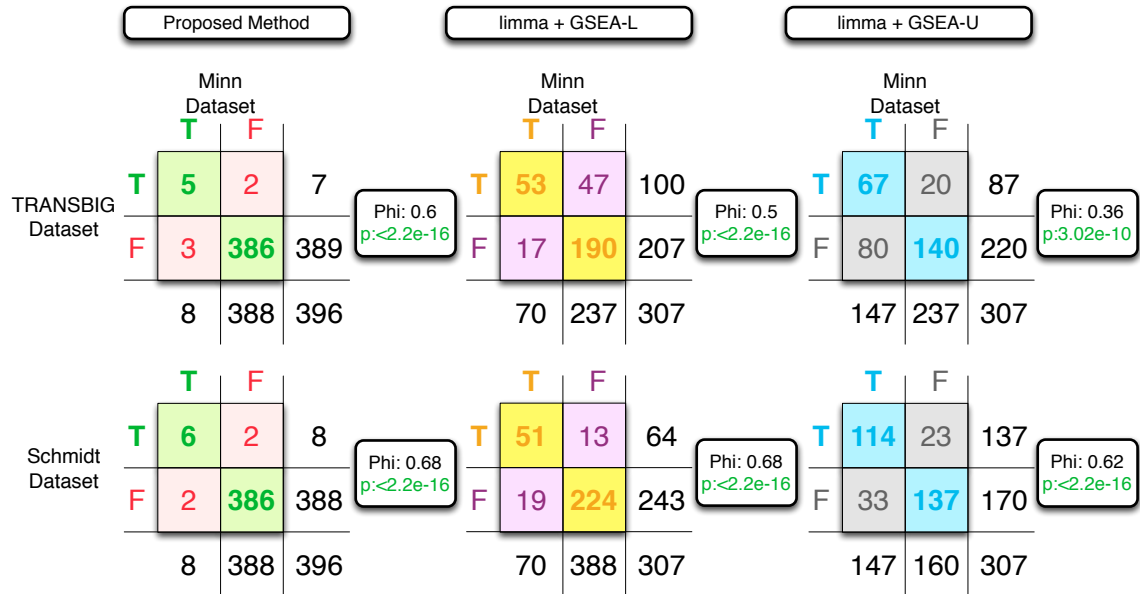 Proposed Method limma + GSEA-L limma + GSEA-U
Minn Minn Minn
Dataset Dataset Dataset
T F T F T F
TRANSBIG
Dataset
T 5 2 7 T 53 47 100 T 67 20 87
Phi: 0.6 Phi: 0.5 Phi: 0.36
p:<2.2e-16 p:<2.2e-16 p:3.02e-10
F 3 386 389 F 17 190 207 F 80 140 220
8 388 396 70 237 307 147 237 307
T F T F T F
Schmidt
Dataset
T 6 2 8 T 51 13 64 T 114 23 137
Phi: 0.68 Phi: 0.68 Phi: 0.62
p:<2.2e-16 p:<2.2e-16 p:<2.2e-16
F 2 386 388 F 19 224 243 F 33 137 170
8 388 396 70 388 307 147 160 307